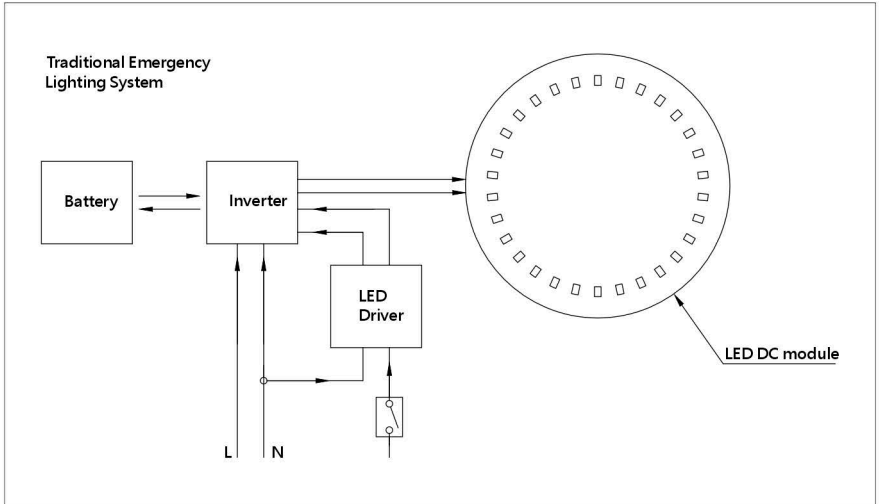 Traditional Emergency
Lighting System
Battery
Inverter
LED
Driver
LED DC module
L N